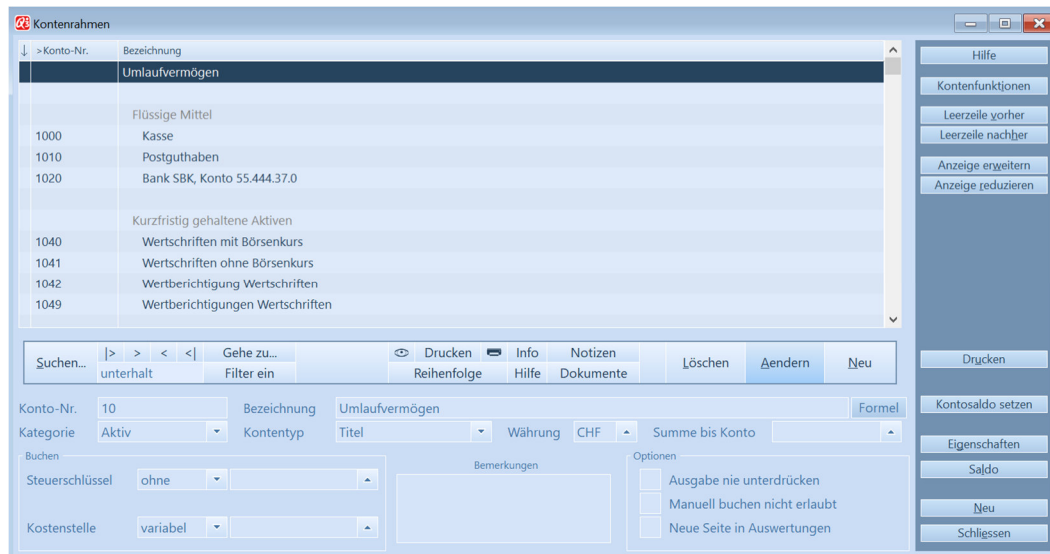 Kontenrahmen
↓ >Konto-Nr. Bezeichnung
Umlaufvermögen
Flüssige Mittel
1000 Kasse
1010 Postguthaben
1020 Bank SBK, Konto 55.444.37.0
Kurzfristig gehaltene Aktiven
1040 Wertschriften mit Börsenkurs
1041 Wertschriften ohne Börsenkurs
1042 Wertberichtigung Wertschriften
1049 Wertberichtigungen Wertschriften
Suchen... |> > < <| Gehe zu... Drucken Info Notizen Löschen Aendern Neu
unterhalt Filter ein Reihenfolge Hilfe Dokumente
Konto-Nr. 10 Bezeichnung Umlaufvermögen Formel
Kategorie Aktiv Kontentyp Titel Währung CHF Summe bis Konto
Buchen
Steuerschlüssel ohne
Kostenstelle variabel
Bemerkungen
Optionen
Ausgabe nie unterdrücken
Manuell buchen nicht erlaubt
Neue Seite in Auswertungen
Hilfe
Kontenfunktionen
Leerzeile vorher
Leerzeile nachher
Anzeige erweitern
Anzeige reduzieren
Drucken
Kontosaldo setzen
Eigenschaften
Saldo
Neu
Schliessen